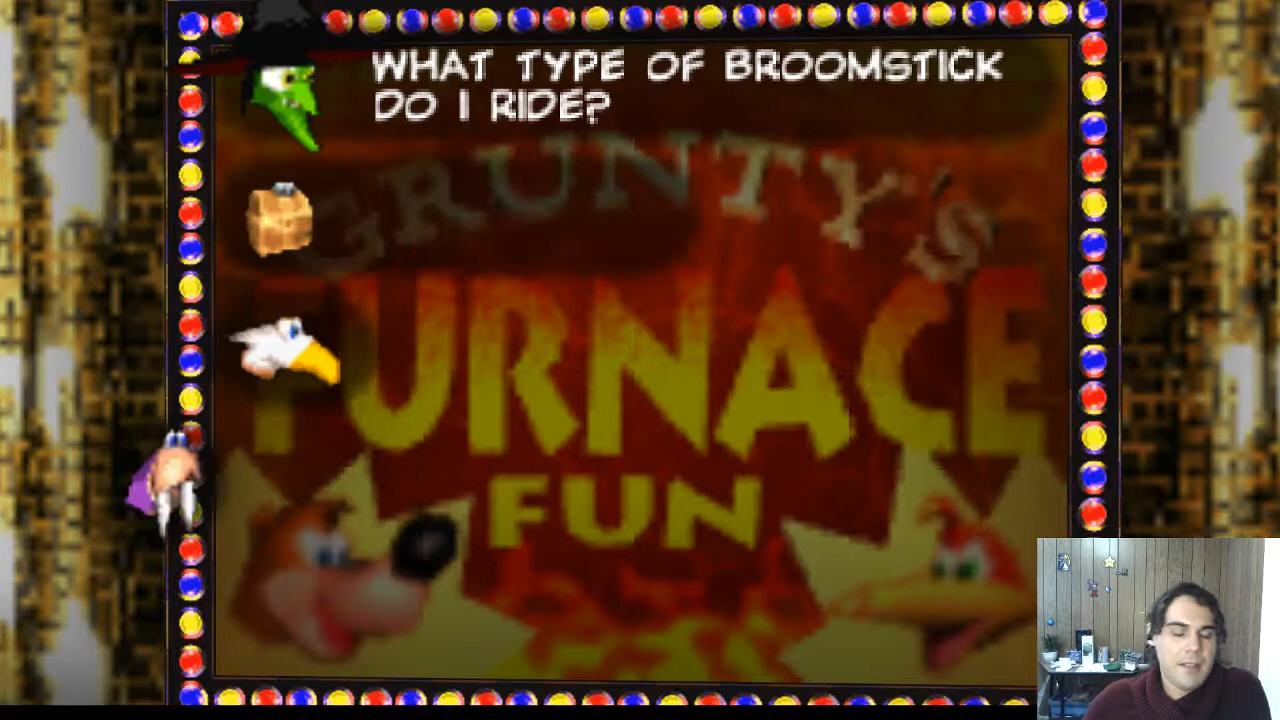 WHAT TYPE OF BROOMSTICK
DO I RIDE?
GRUNTY'S
FURNACE
FUN